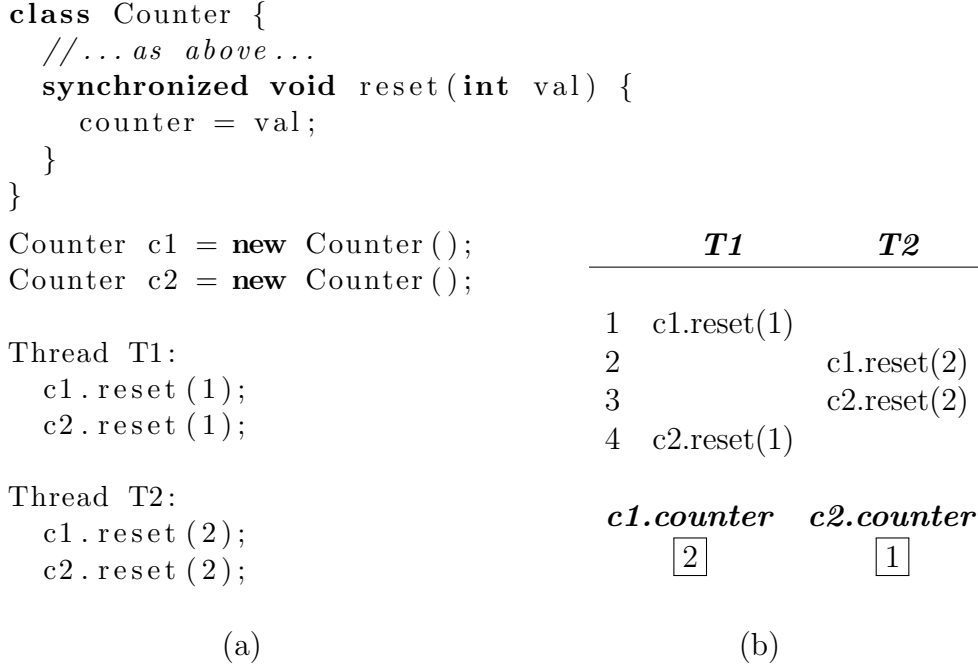 class Counter {
//...as above...
synchronized void reset(int val) {
counter = val;
}
}
Counter c1 = new Counter();
Counter c2 = new Counter();
Thread T1:
c1.reset(1);
c2.reset(1);
Thread T2:
c1.reset(2);
c2.reset(2);
(a)
T1 T2
1 c1.reset(1)
2 c1.reset(2)
3 c2.reset(2)
4 c2.reset(1)
c1.counter c2.counter
2 1
(b)